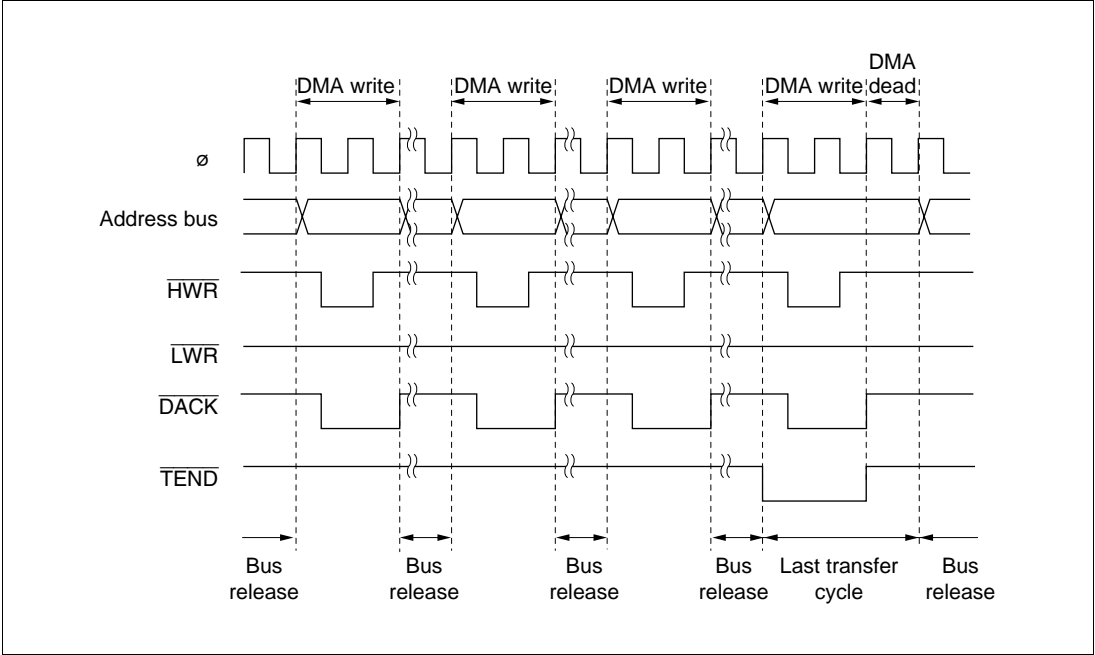 DMA
DMA write DMA write DMA write DMA write dead
ø
Address bus
HWR
LWR
DACK
TEND
Bus Bus Bus Bus Last transfer Bus
release release release release cycle release